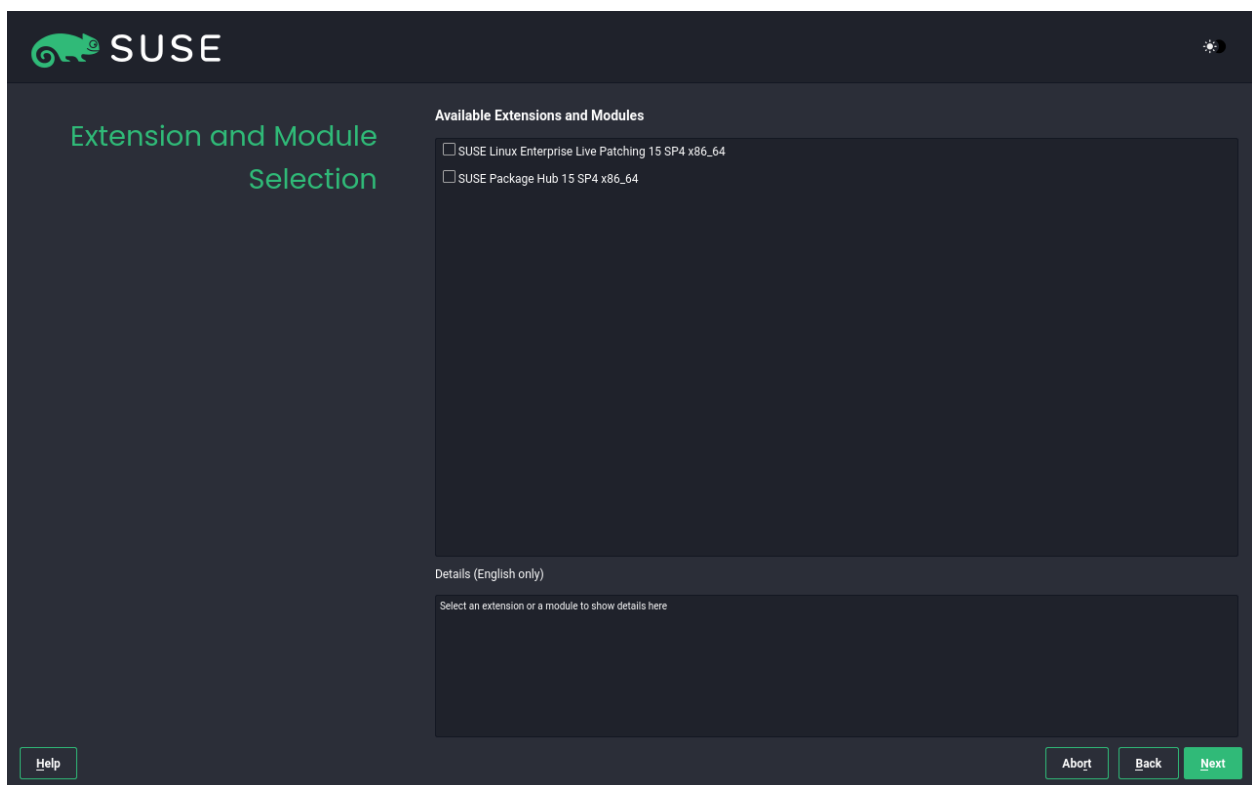 SUSE
Extension and Module
Selection
Available Extensions and Modules
SUSE Linux Enterprise Live Patching 15 SP4 x86_64
SUSE Package Hub 15 SP4 x86_64
Details (English only)
Select an extension or a module to show details here
Help
Abort
Back
Next